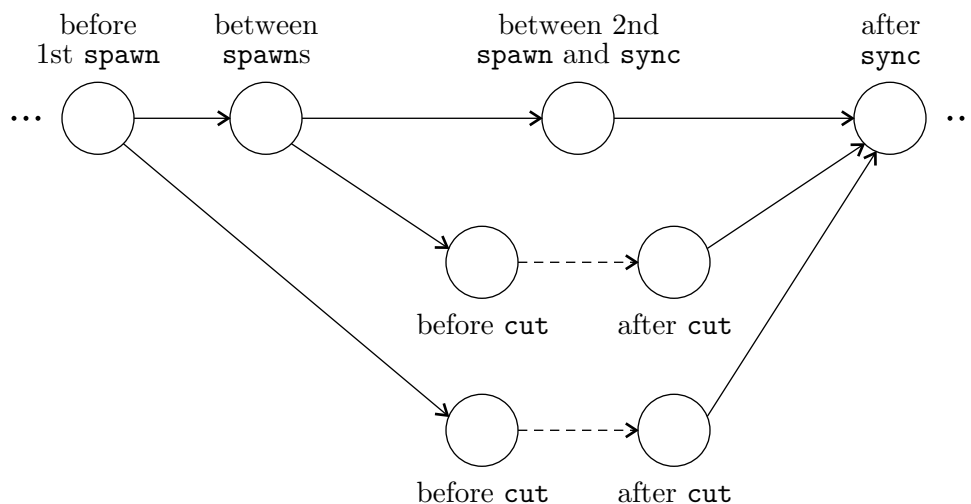 before
1st spawn
between
spawns
between 2nd
spawn and sync
after
sync
...
..
before cut
after cut
before cut
after cut